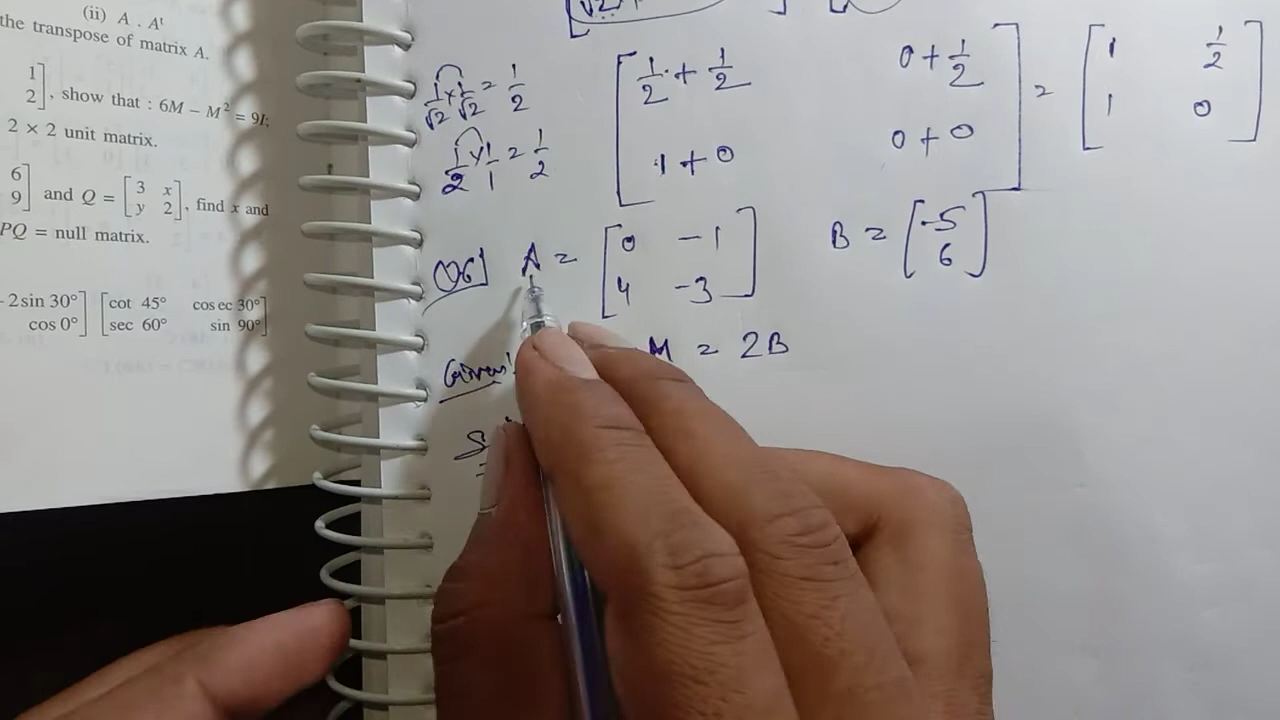 (ii) A . Aᵗ
the transpose of matrix A.
1
2], show that : 6M – M² = 9I;
2 × 2 unit matrix.
6
9] and Q = [3 x
y 2], find x and
PQ = null matrix.
2 sin 30° cos 0°] [cot 45° cosec 30°
sec 60° sin 90°]
1/√2 × 1/√2 = 1/2
1/2 × 1/1 = 1/2
[1/2 + 1/2 0 + 1/2
1 + 0 0 + 0] = [1 1/2
1 0]
Q6] A = [0 -1
4 -3] B = [-5
6]
Given: M = 2B